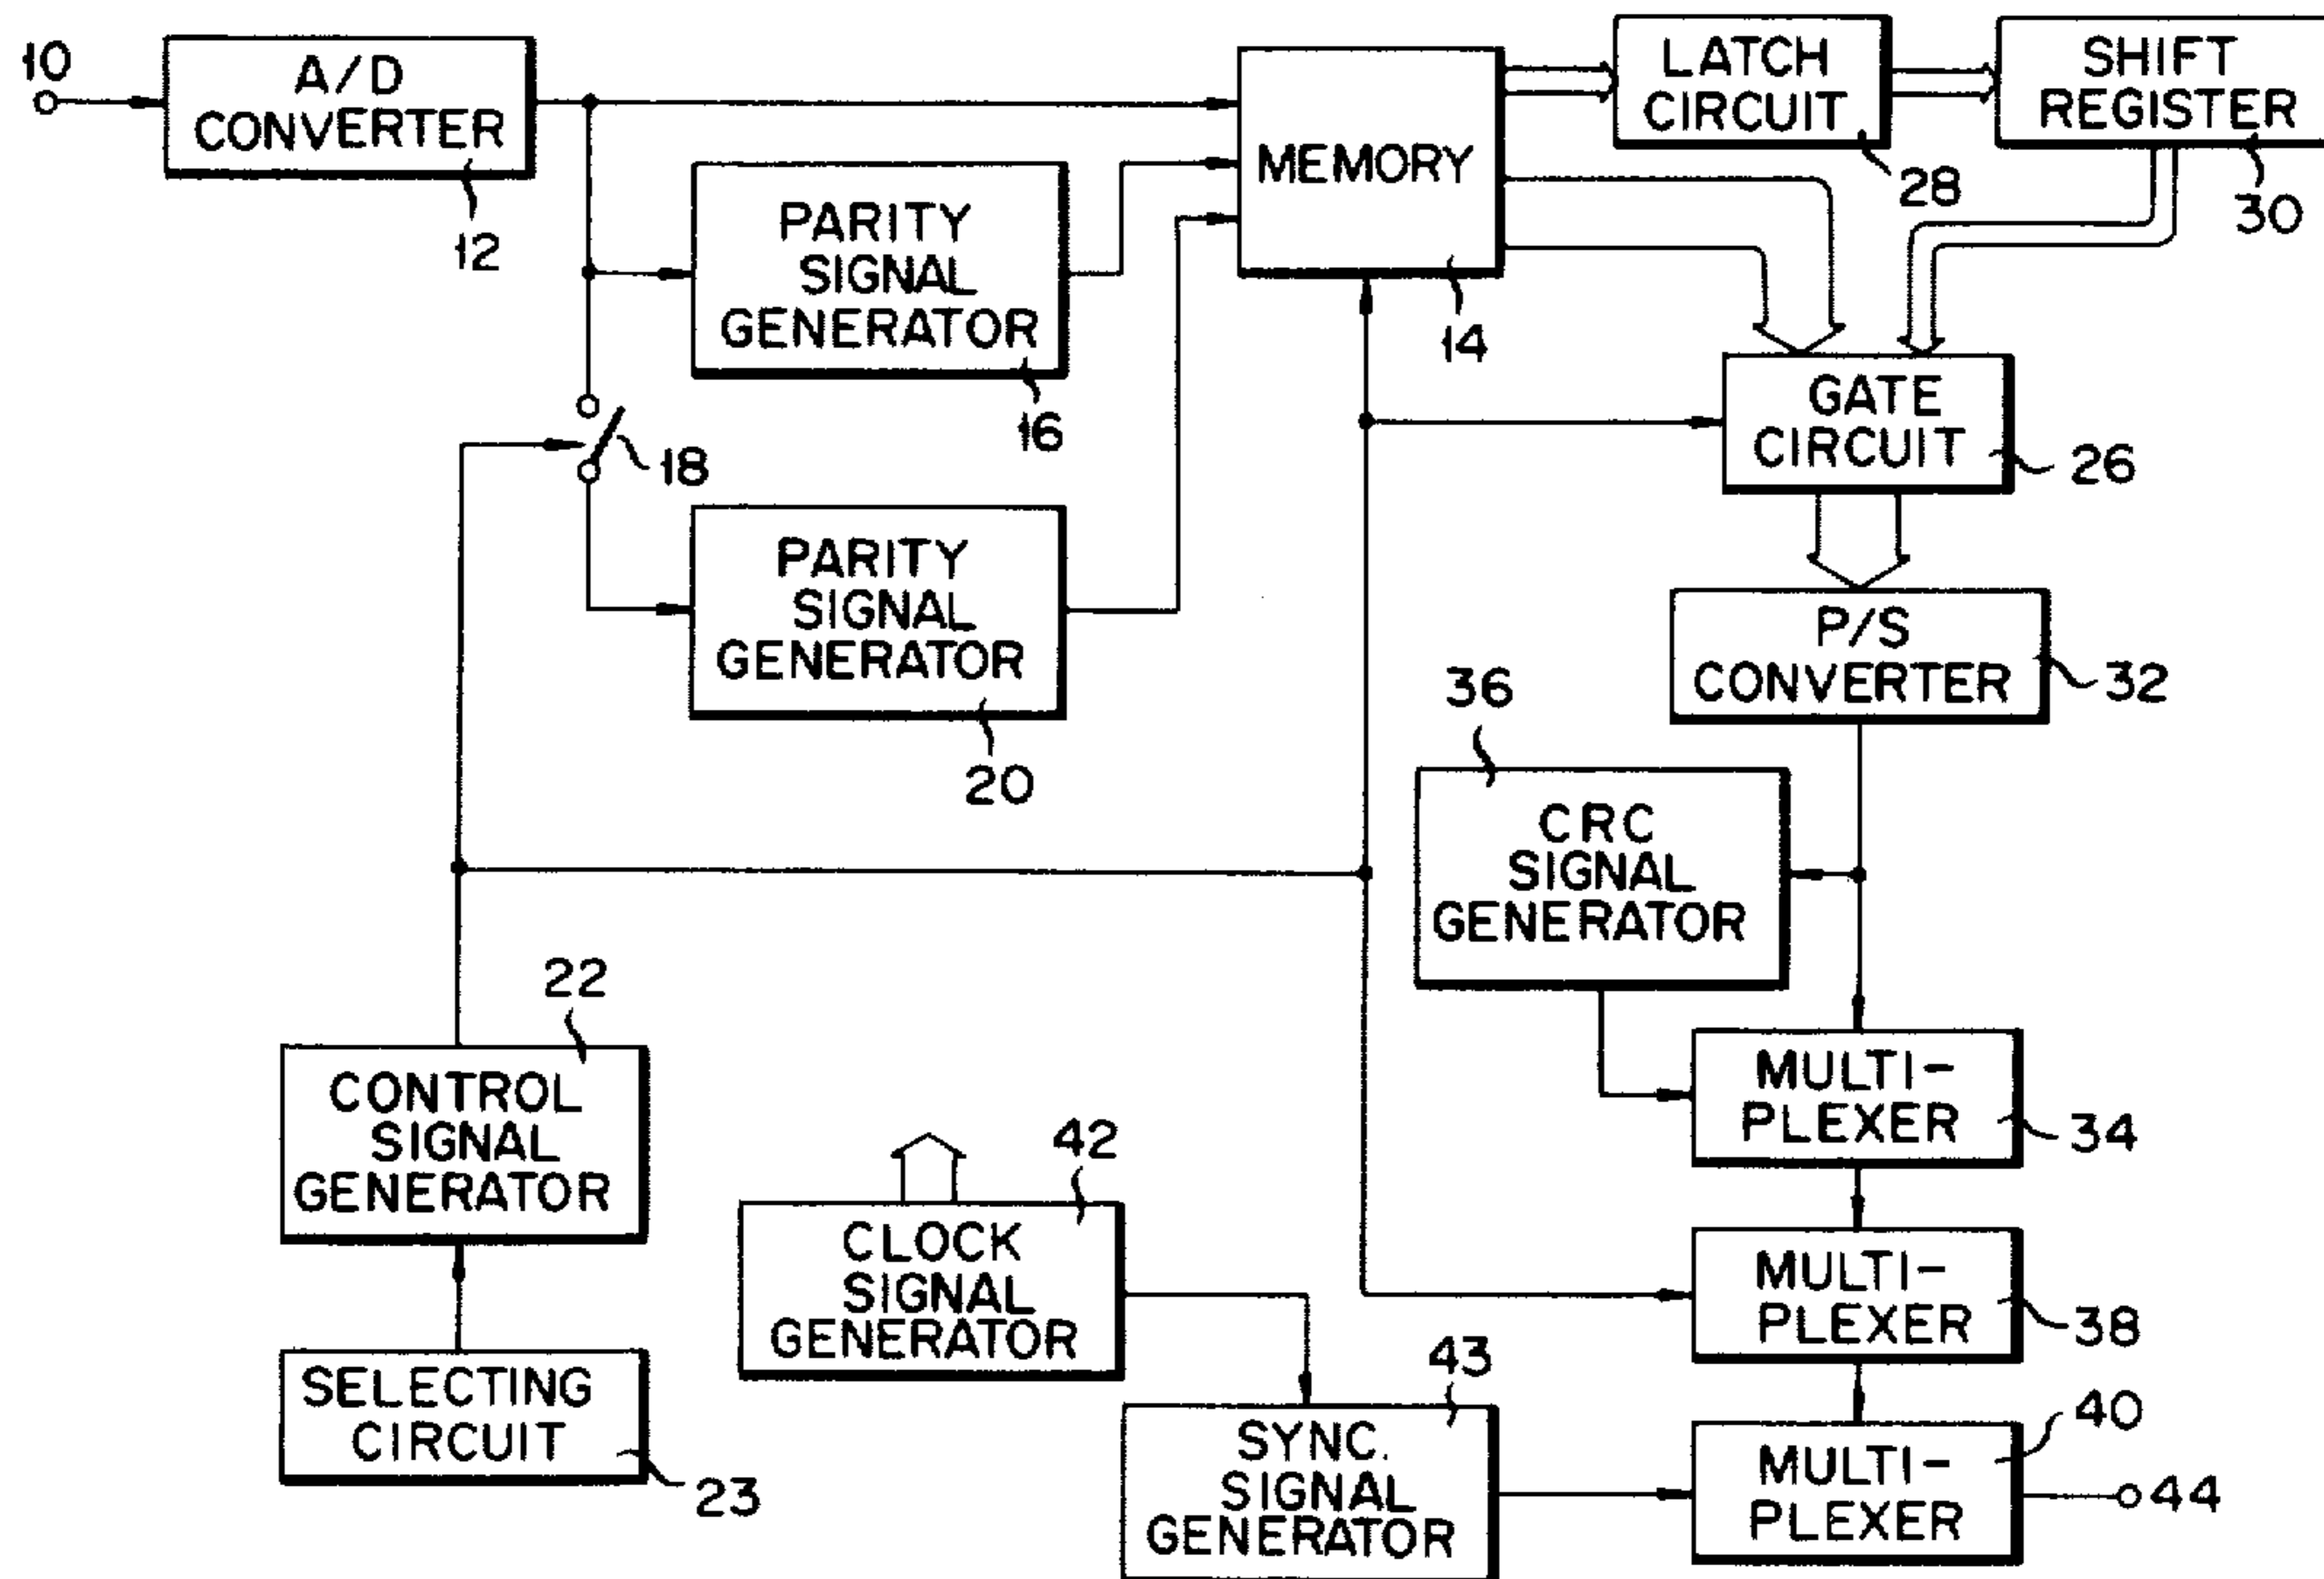 10
A/D
CONVERTER
12
PARITY
SIGNAL
GENERATOR
16
18
PARITY
SIGNAL
GENERATOR
20
MEMORY
14
LATCH
CIRCUIT
28
SHIFT
REGISTER
30
GATE
CIRCUIT
26
P/S
CONVERTER
32
36
CRC
SIGNAL
GENERATOR
MULTI-
PLEXER
34
22
CONTROL
SIGNAL
GENERATOR
SELECTING
CIRCUIT
23
42
CLOCK
SIGNAL
GENERATOR
MULTI-
PLEXER
38
43
SYNC.
SIGNAL
GENERATOR
40
MULTI-
PLEXER
44